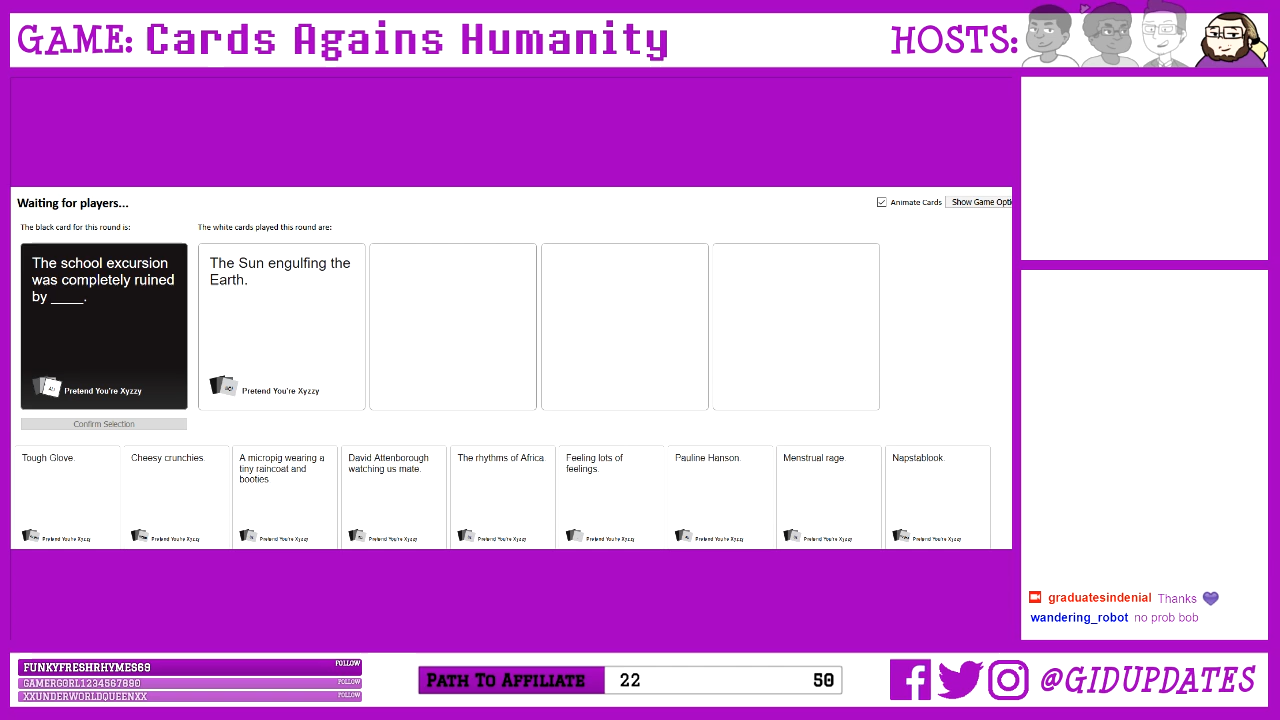 GAME: Cards Agains Humanity
HOSTS:
Waiting for players...
Animate Cards
Show Game Opti
The black card for this round is:
The white cards played this round are:
The school excursion
was completely ruined
by ____.
Pretend You're Xyzzy
The Sun engulfing the
Earth.
Pretend You're Xyzzy
Confirm Selection
Tough Glove.
Pretend You're Xyzzy
Cheesy crunchies.
Pretend You're Xyzzy
A micropig wearing a
tiny raincoat and
booties
Pretend You're Xyzzy
David Attenborough
watching us mate.
Pretend You're Xyzzy
The rhythms of Africa.
Pretend You're Xyzzy
Feeling lots of
feelings.
Pretend You're Xyzzy
Pauline Hanson.
Pretend You're Xyzzy
Menstrual rage.
Pretend You're Xyzzy
Napstablook.
Pretend You're Xyzzy
graduatesindenial Thanks
wandering_robot no prob bob
FUNKYFRESHRHYMES69 FOLLOW
GAMERG0RL1234567890 FOLLOW
XXUNDERWORLDQUEENXX FOLLOW
PATH TO AFFILIATE 22 50
@GIDUPDATES